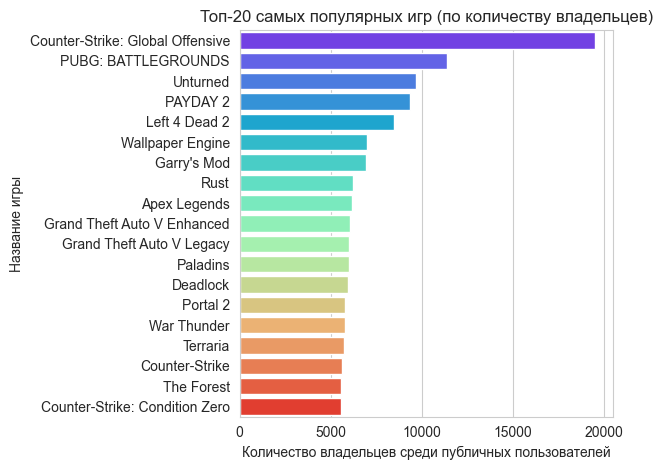 Топ-20 самых популярных игр (по количеству владельцев)
Название игры
Counter-Strike: Global Offensive
PUBG: BATTLEGROUNDS
Unturned
PAYDAY 2
Left 4 Dead 2
Wallpaper Engine
Garry's Mod
Rust
Apex Legends
Grand Theft Auto V Enhanced
Grand Theft Auto V Legacy
Paladins
Deadlock
Portal 2
War Thunder
Terraria
Counter-Strike
The Forest
Counter-Strike: Condition Zero
0 5000 10000 15000 20000
Количество владельцев среди публичных пользователей